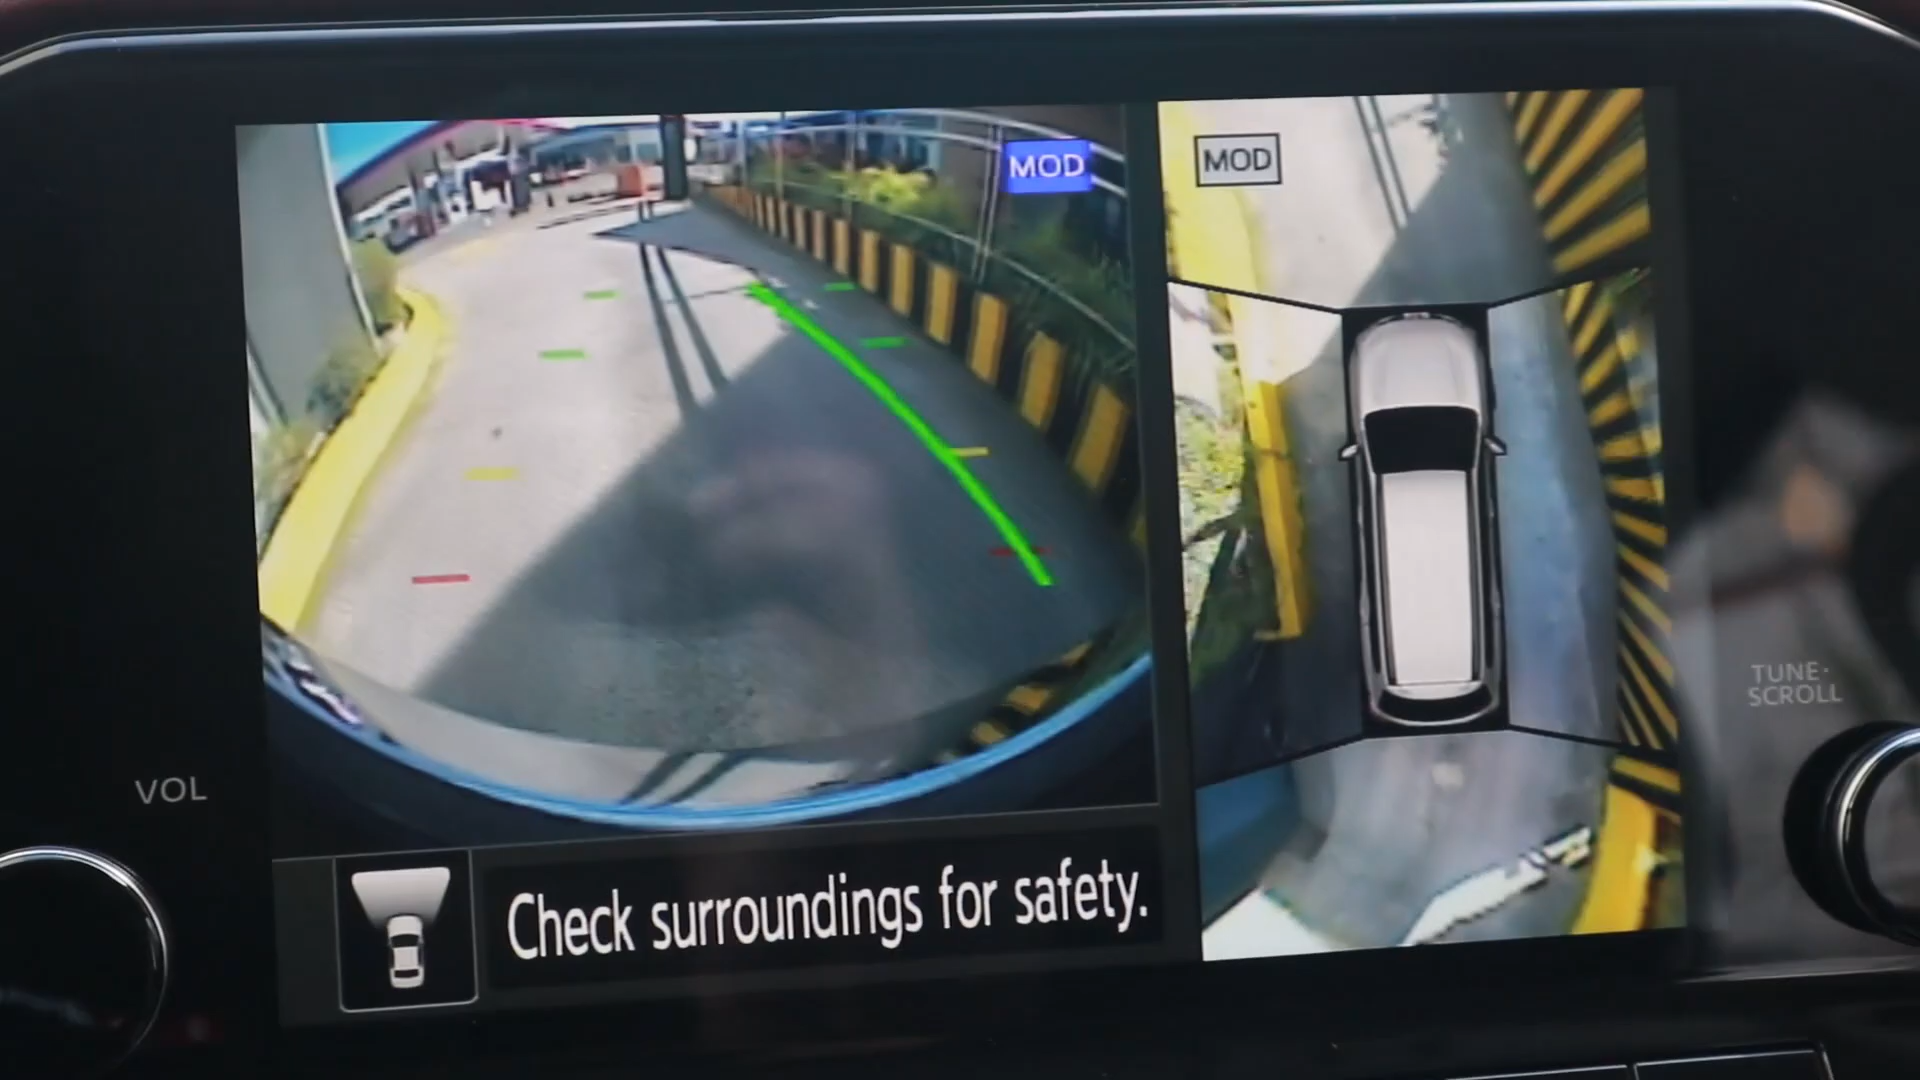 MOD
MOD
TUNE·
SCROLL
VOL
Check surroundings for safety.